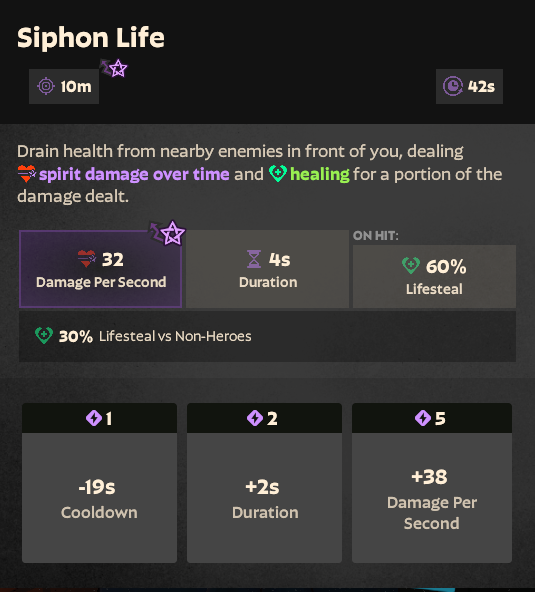 Siphon Life
10m
42s
Drain health from nearby enemies in front of you, dealing
spirit damage over time and healing for a portion of the
damage dealt.
32
Damage Per Second
4s
Duration
ON HIT:
60%
Lifesteal
30% Lifesteal vs Non-Heroes
1
-19s
Cooldown
2
+2s
Duration
5
+38
Damage Per
Second